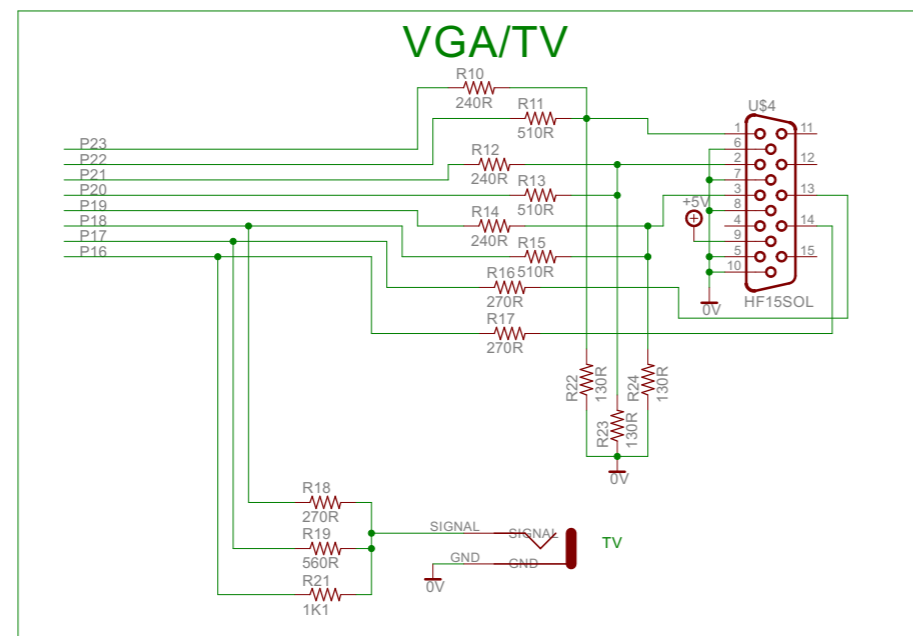 VGA/TV
R10
240R
R11
510R
U$4
P23
P22
P21
P20
P19
P18
P17
P16
R12
240R
R13
510R
R14
240R
R15
510R
R16
270R
R17
270R
1
6
2
7
3
8
4
9
5
10
11
12
13
14
15
+5V
0V
HF15SOL
R22
130R
R23
130R
R24
130R
0V
R18
270R
R19
560R
R21
1K1
SIGNAL
SIGNAL
GND
GND
0V
TV